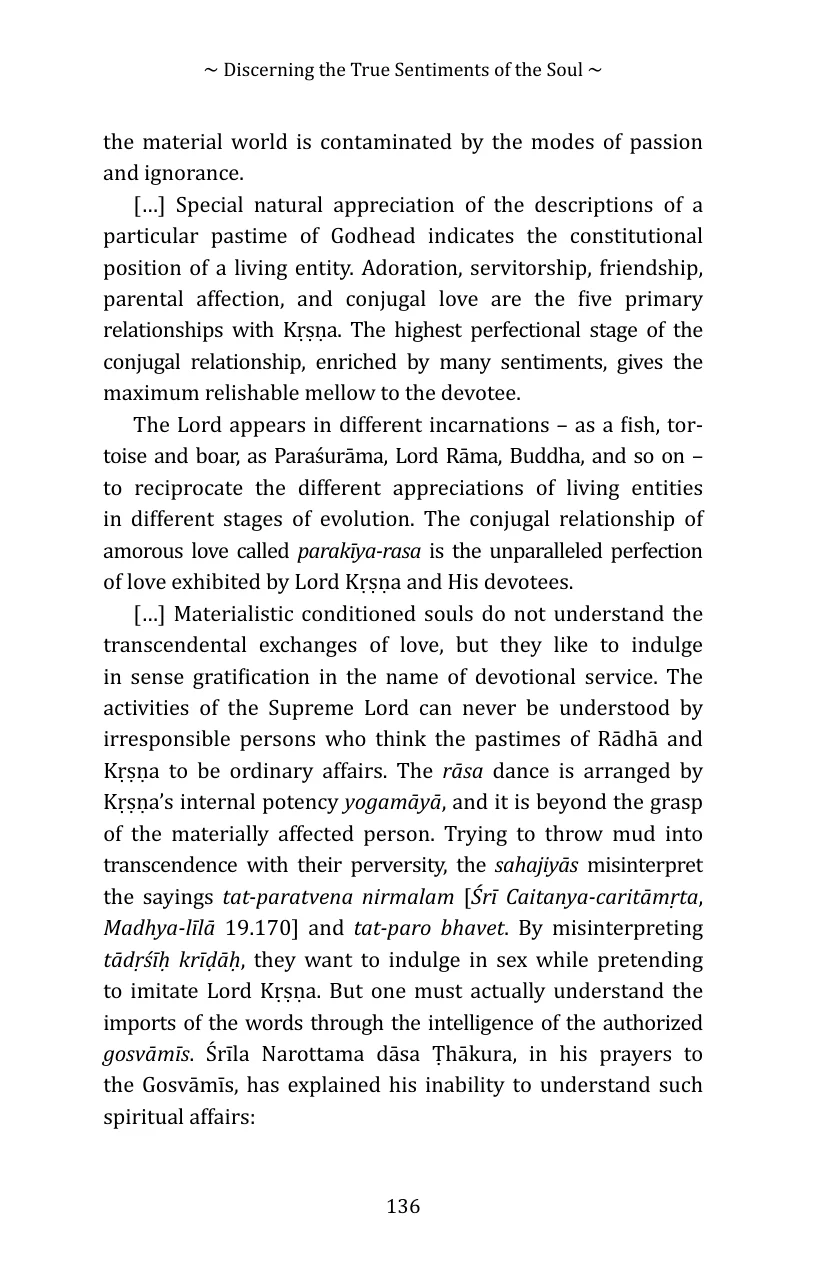 ~ Discerning the True Sentiments of the Soul ~
the material world is contaminated by the modes of passion
and ignorance.
[…] Special natural appreciation of the descriptions of a
particular pastime of Godhead indicates the constitutional
position of a living entity. Adoration, servitorship, friendship,
parental affection, and conjugal love are the five primary
relationships with Kṛṣṇa. The highest perfectional stage of the
conjugal relationship, enriched by many sentiments, gives the
maximum relishable mellow to the devotee.
The Lord appears in different incarnations – as a fish, tor-
toise and boar, as Paraśurāma, Lord Rāma, Buddha, and so on –
to reciprocate the different appreciations of living entities
in different stages of evolution. The conjugal relationship of
amorous love called parakīya-rasa is the unparalleled perfection
of love exhibited by Lord Kṛṣṇa and His devotees.
[…] Materialistic conditioned souls do not understand the
transcendental exchanges of love, but they like to indulge
in sense gratification in the name of devotional service. The
activities of the Supreme Lord can never be understood by
irresponsible persons who think the pastimes of Rādhā and
Kṛṣṇa to be ordinary affairs. The rāsa dance is arranged by
Kṛṣṇa’s internal potency yogamāyā, and it is beyond the grasp
of the materially affected person. Trying to throw mud into
transcendence with their perversity, the sahajiyās misinterpret
the sayings tat-paratvena nirmalam [Śrī Caitanya-caritāmṛta,
Madhya-līlā 19.170] and tat-paro bhavet. By misinterpreting
tādṛśīḥ krīḍāḥ, they want to indulge in sex while pretending
to imitate Lord Kṛṣṇa. But one must actually understand the
imports of the words through the intelligence of the authorized
gosvāmīs. Śrīla Narottama dāsa Ṭhākura, in his prayers to
the Gosvāmīs, has explained his inability to understand such
spiritual affairs:
136